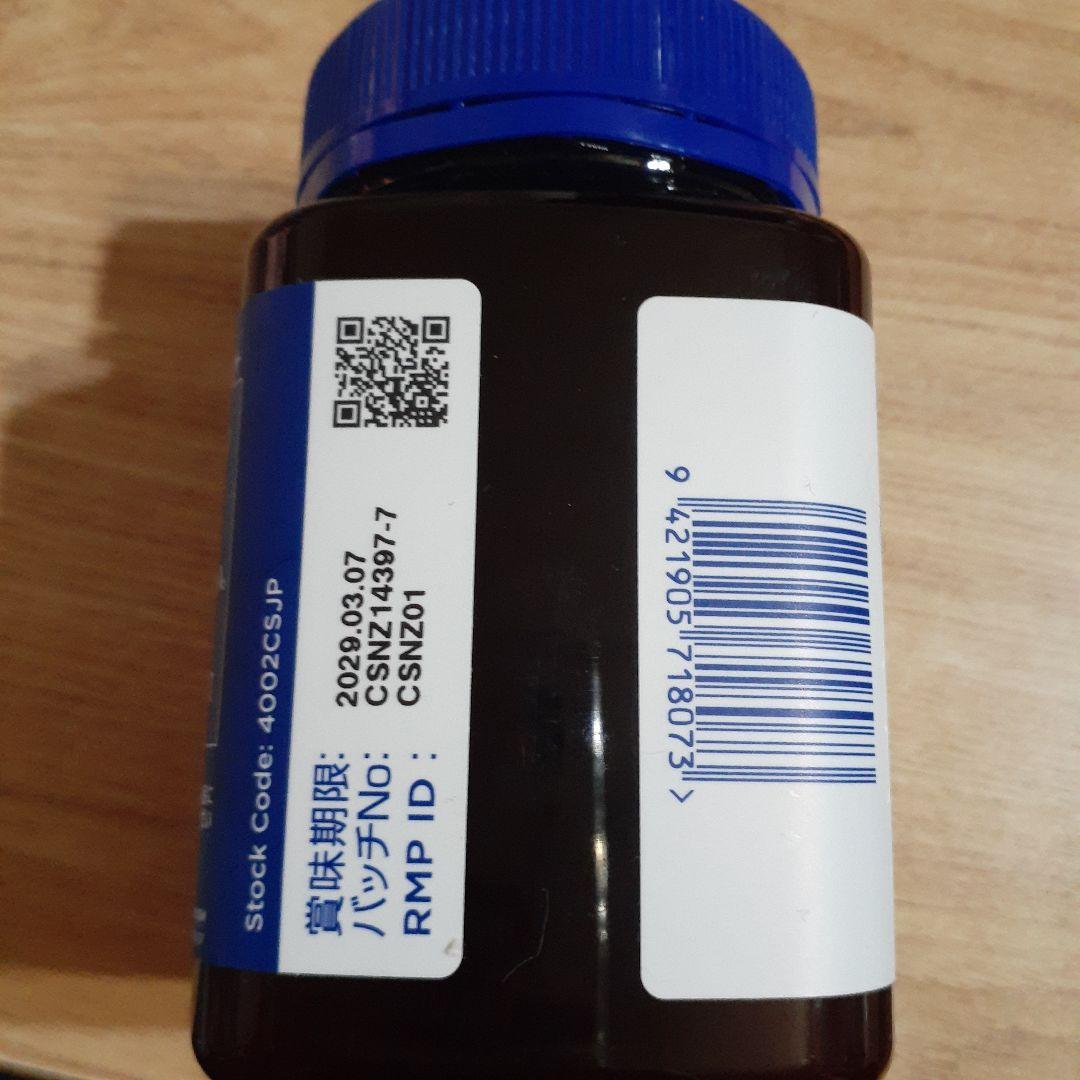 Stock Code: 4002CSJP
賞味期限: 2029.03.07
バッチNo: CSNZ14397-7
RMP ID : CSNZ01
9 421905 718073 >